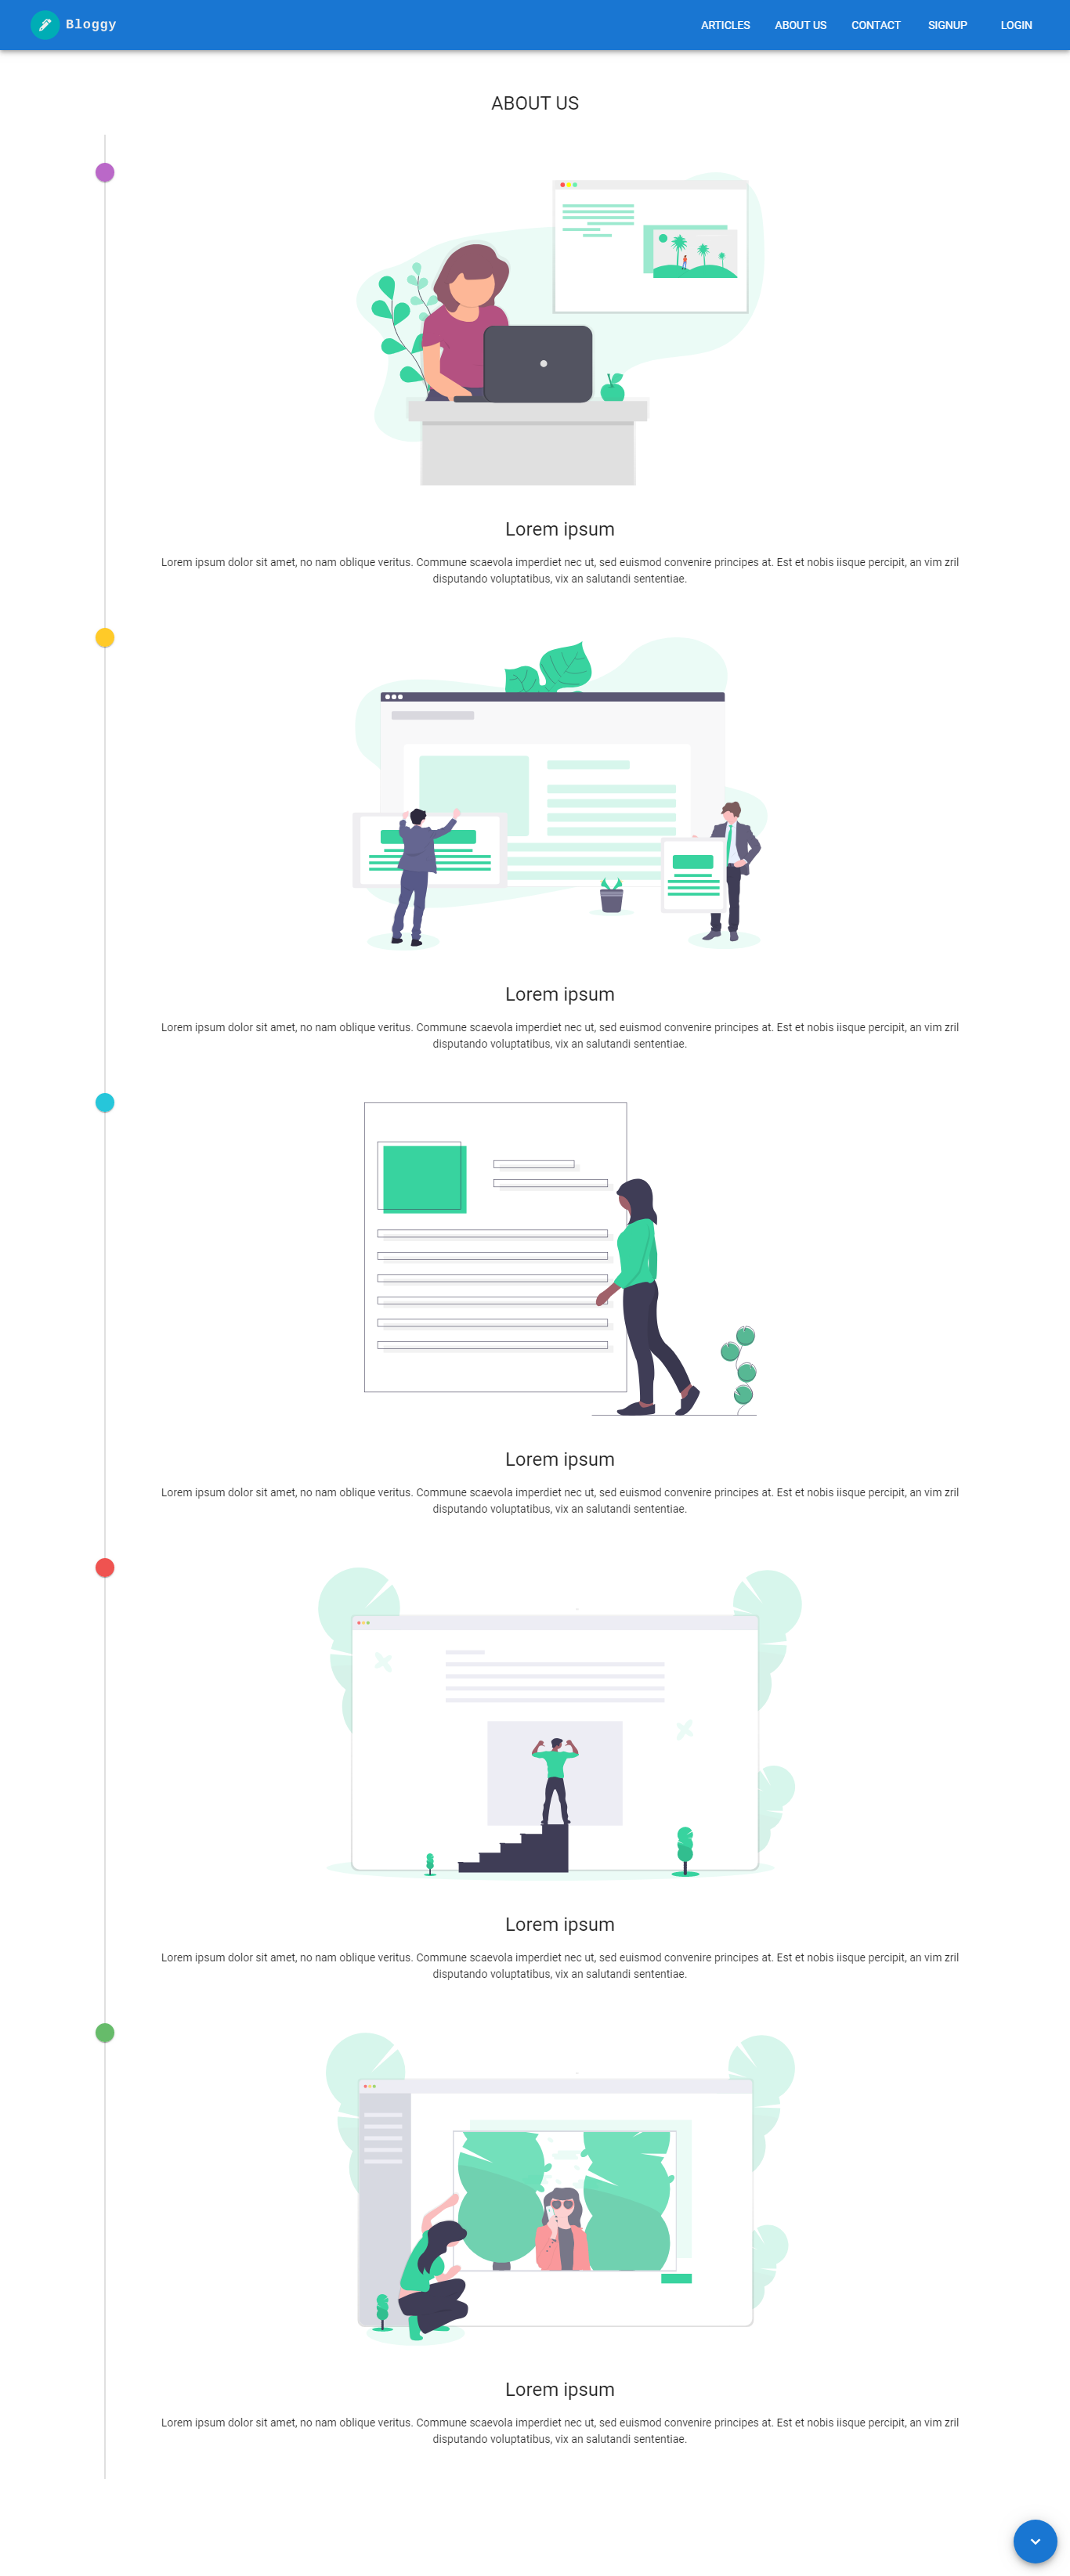 Bloggy
ARTICLES
ABOUT US
CONTACT
SIGNUP
LOGIN
ABOUT US
Lorem ipsum
Lorem ipsum dolor sit amet, no nam oblique veritus. Commune scaevola imperdiet nec ut, sed euismod convenire principes at. Est et nobis iisque percipit, an vim zril
disputando voluptatibus, vix an salutandi sententiae.
Lorem ipsum
Lorem ipsum dolor sit amet, no nam oblique veritus. Commune scaevola imperdiet nec ut, sed euismod convenire principes at. Est et nobis iisque percipit, an vim zril
disputando voluptatibus, vix an salutandi sententiae.
Lorem ipsum
Lorem ipsum dolor sit amet, no nam oblique veritus. Commune scaevola imperdiet nec ut, sed euismod convenire principes at. Est et nobis iisque percipit, an vim zril
disputando voluptatibus, vix an salutandi sententiae.
Lorem ipsum
Lorem ipsum dolor sit amet, no nam oblique veritus. Commune scaevola imperdiet nec ut, sed euismod convenire principes at. Est et nobis iisque percipit, an vim zril
disputando voluptatibus, vix an salutandi sententiae.
Lorem ipsum
Lorem ipsum dolor sit amet, no nam oblique veritus. Commune scaevola imperdiet nec ut, sed euismod convenire principes at. Est et nobis iisque percipit, an vim zril
disputando voluptatibus, vix an salutandi sententiae.